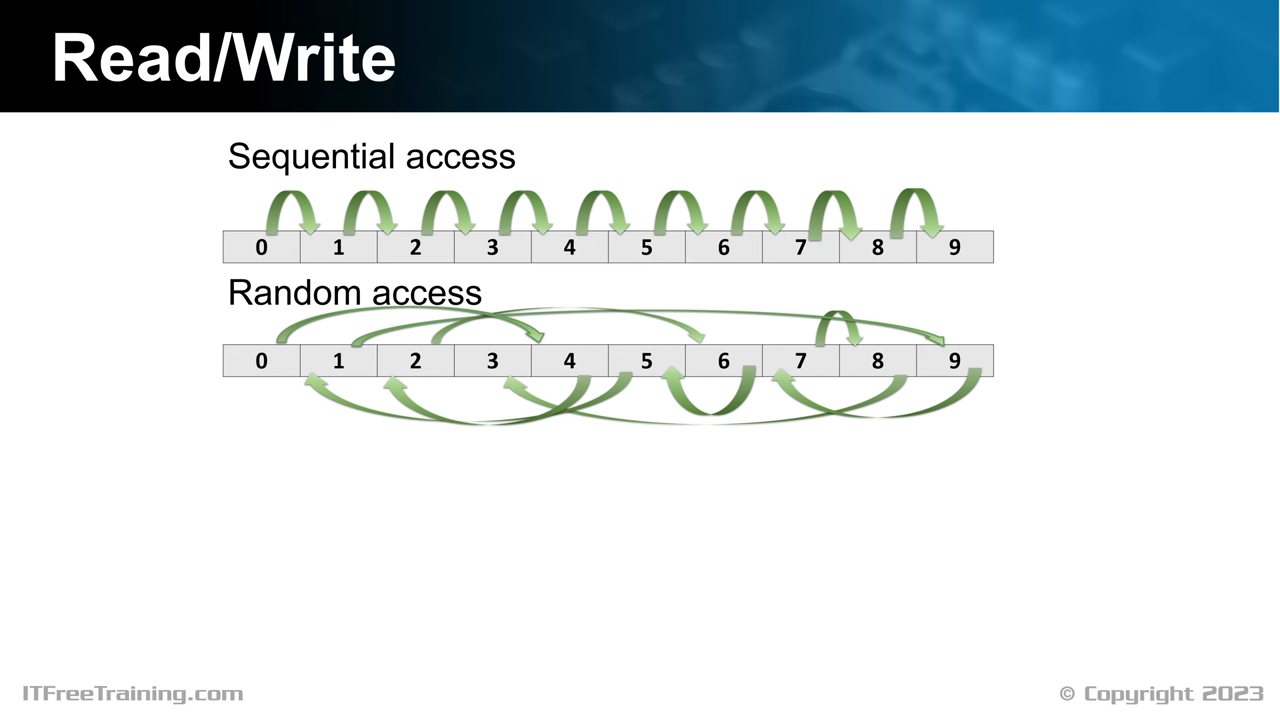 Read/Write
Sequential access
0 1 2 3 4 5 6 7 8 9
Random access
0 1 2 3 4 5 6 7 8 9
ITFreeTraining.com
© Copyright 2023